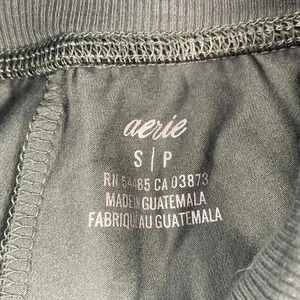 aerie
S | P
RN 54485 CA 03873
MADE IN GUATEMALA
FABRIQUÉ AU GUATEMALA